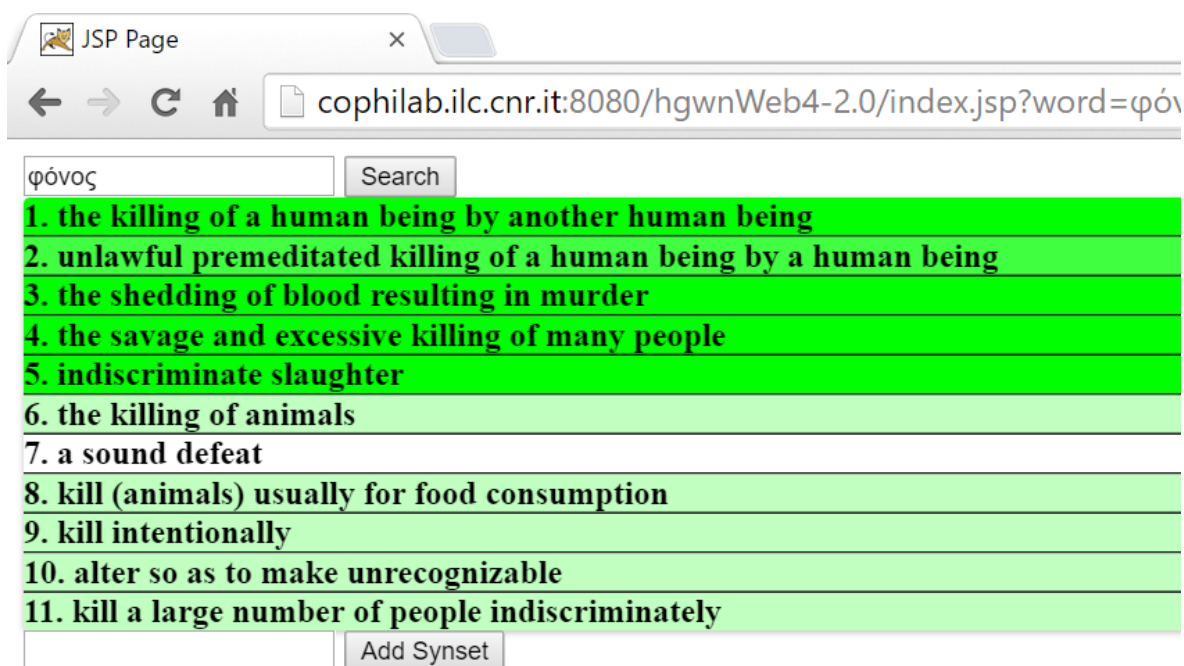 JSP Page
cophilab.ilc.cnr.it:8080/hgwnWeb4-2.0/index.jsp?word=φόν
φόνος Search
1. the killing of a human being by another human being
2. unlawful premeditated killing of a human being by a human being
3. the shedding of blood resulting in murder
4. the savage and excessive killing of many people
5. indiscriminate slaughter
6. the killing of animals
7. a sound defeat
8. kill (animals) usually for food consumption
9. kill intentionally
10. alter so as to make unrecognizable
11. kill a large number of people indiscriminately
Add Synset